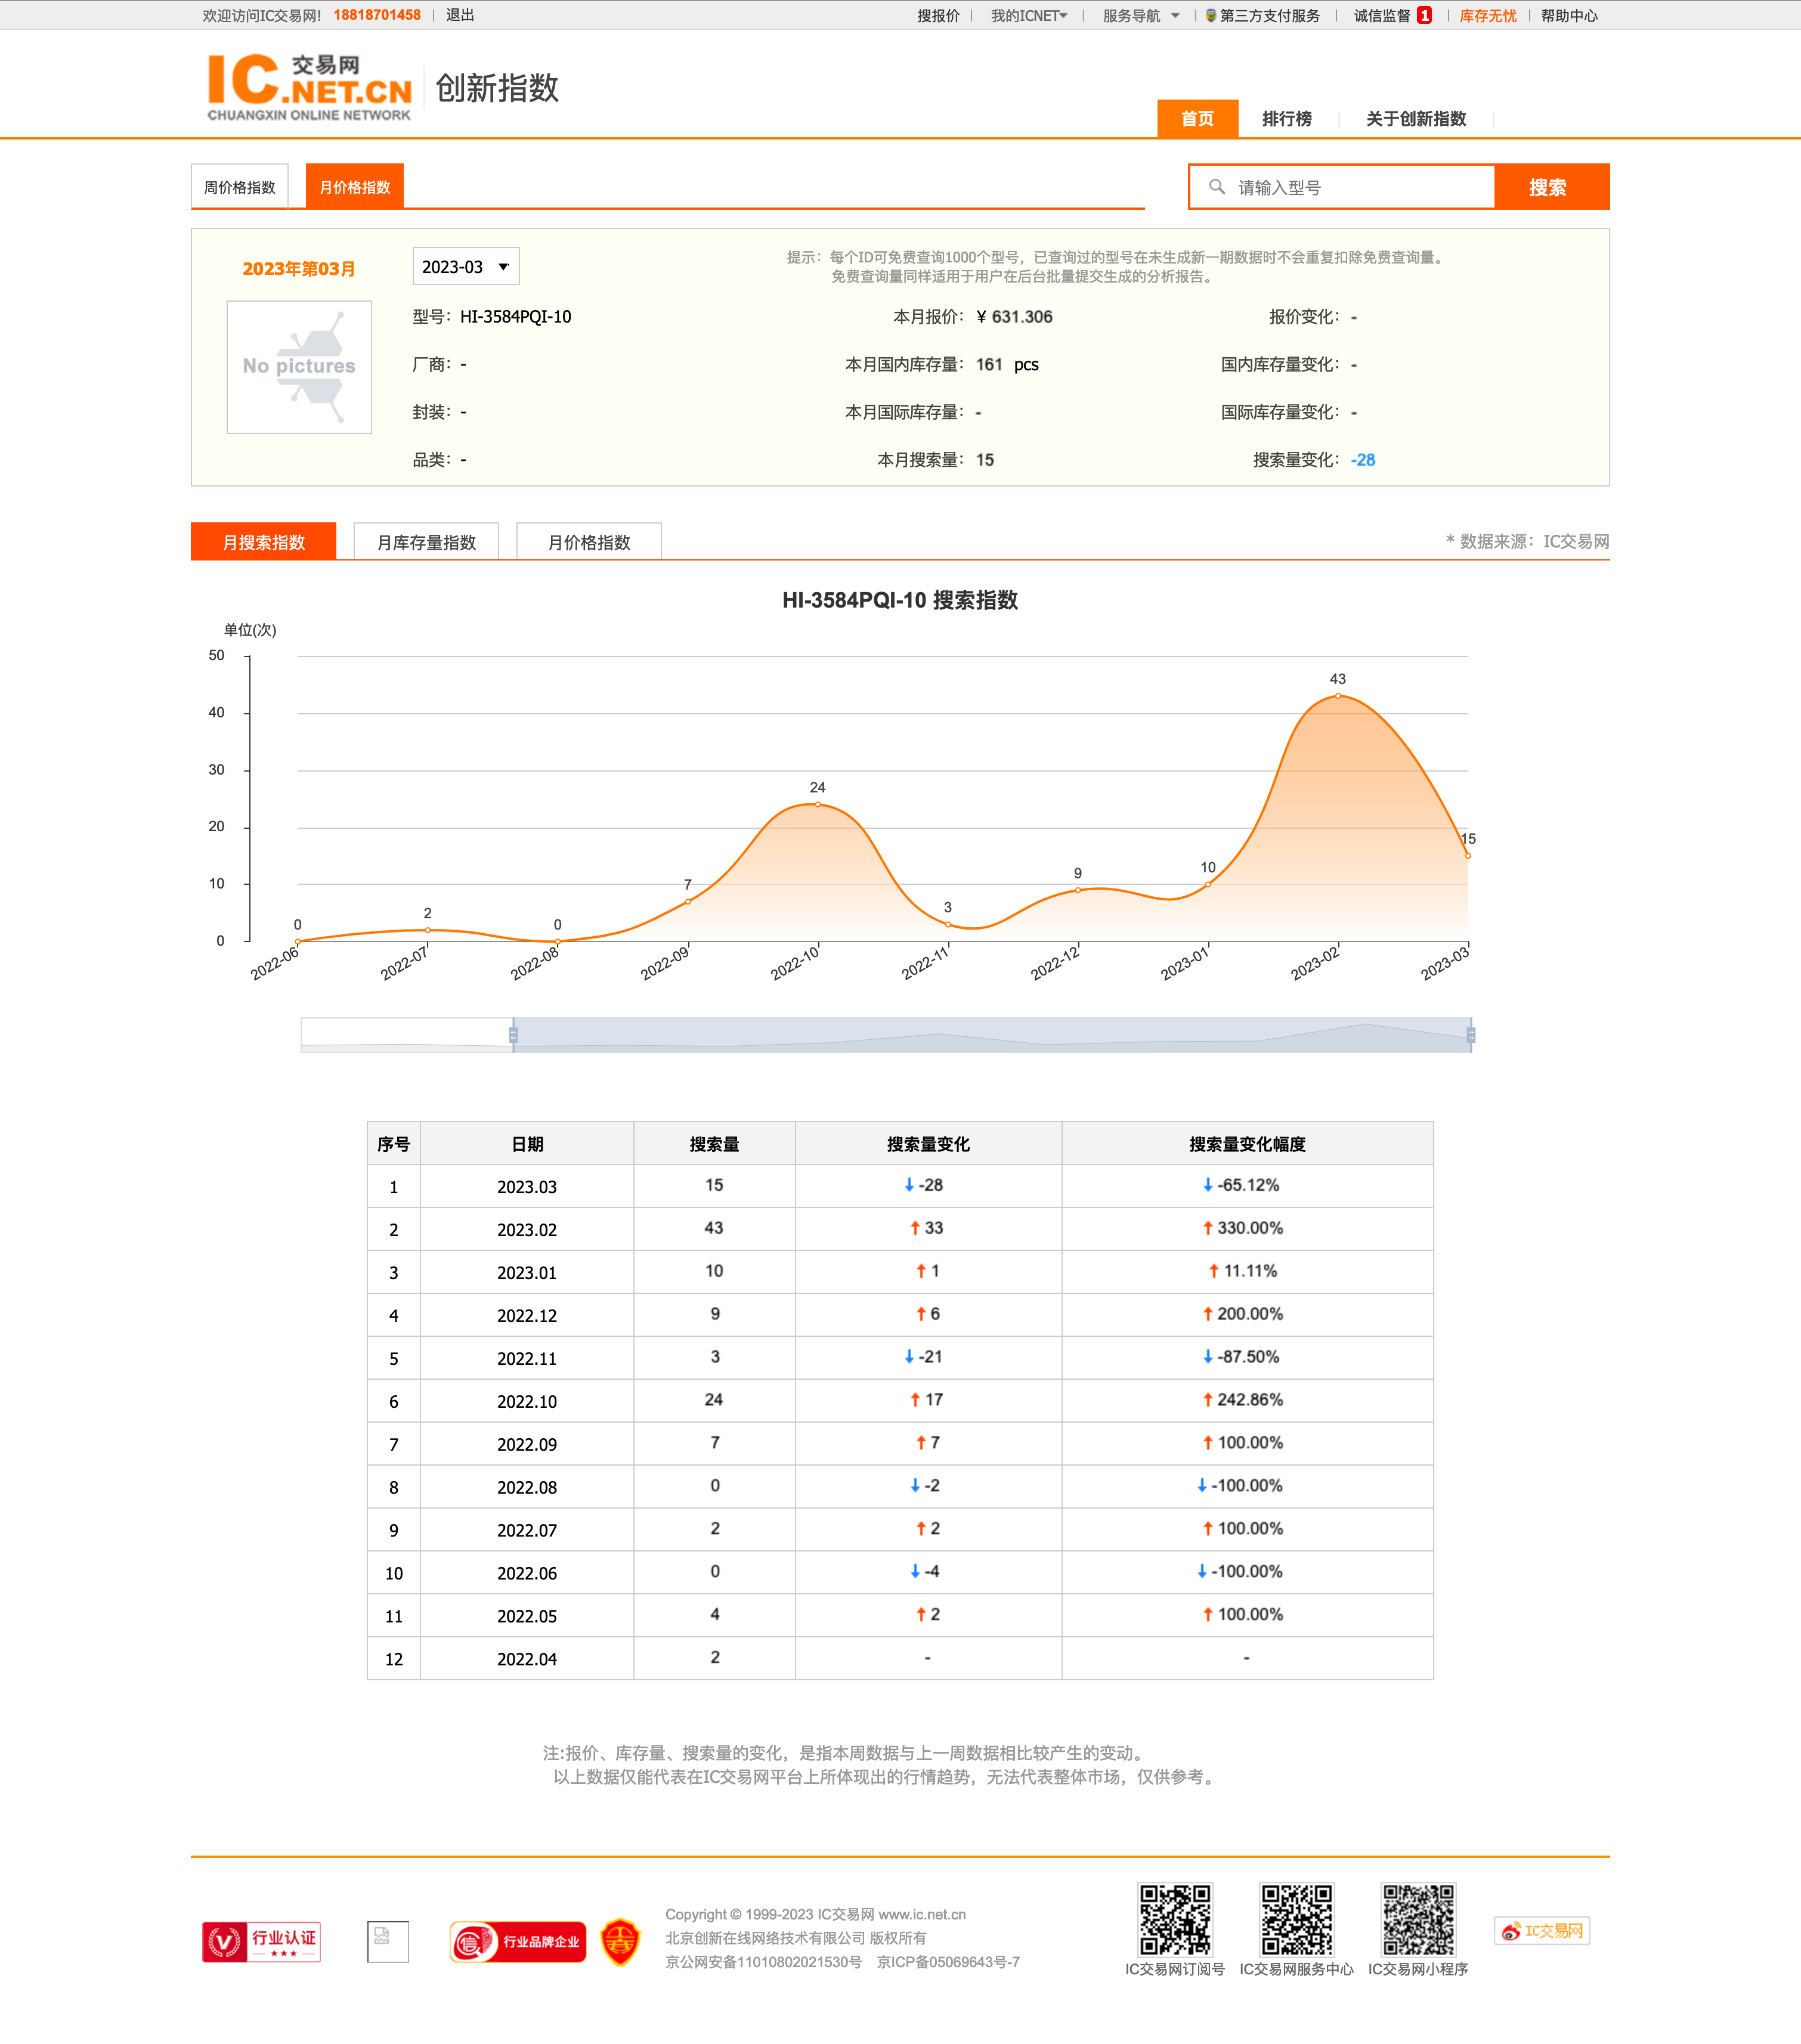 欢迎访问IC交易网! 18818701458 | 退出 搜报价 | 我的ICNET | 服务导航 | 第三方支付服务 | 诚信监督 1 | 库存无忧 | 帮助中心
IC交易网 .NET.CN 创新指数
CHUANGXIN ONLINE NETWORK
首页 排行榜 关于创新指数
周价格指数 月价格指数 请输入型号 搜索
2023年第03月 2023-03 提示：每个ID可免费查询1000个型号，已查询过的型号在未生成新一期数据时不会重复扣除免费查询量。
免费查询量同样适用于用户在后台批量提交生成的分析报告。
No pictures
型号：HI-3584PQI-10 本月报价：¥ 631.306 报价变化：-
厂商：- 本月国内库存量：161 pcs 国内库存量变化：-
封装：- 本月国际库存量：- 国际库存量变化：-
品类：- 本月搜索量：15 搜索量变化：-28
月搜索指数 月库存量指数 月价格指数 * 数据来源：IC交易网
HI-3584PQI-10 搜索指数
单位(次)
50
40
30
20
10
0
0 2 0 7 24 3 9 10 43 15
2022-06 2022-07 2022-08 2022-09 2022-10 2022-11 2022-12 2023-01 2023-02 2023-03
序号 日期 搜索量 搜索量变化 搜索量变化幅度
1 2023.03 15 ↓ -28 ↓ -65.12%
2 2023.02 43 ↑ 33 ↑ 330.00%
3 2023.01 10 ↑ 1 ↑ 11.11%
4 2022.12 9 ↑ 6 ↑ 200.00%
5 2022.11 3 ↓ -21 ↓ -87.50%
6 2022.10 24 ↑ 17 ↑ 242.86%
7 2022.09 7 ↑ 7 ↑ 100.00%
8 2022.08 0 ↓ -2 ↓ -100.00%
9 2022.07 2 ↑ 2 ↑ 100.00%
10 2022.06 0 ↓ -4 ↓ -100.00%
11 2022.05 4 ↑ 2 ↑ 100.00%
12 2022.04 2 - -
注:报价、库存量、搜索量的变化，是指本周数据与上一周数据相比较产生的变动。
以上数据仅能代表在IC交易网平台上所体现出的行情趋势，无法代表整体市场，仅供参考。
行业认证
信 行业品牌企业
Copyright © 1999-2023 IC交易网 www.ic.net.cn
北京创新在线网络技术有限公司 版权所有
京公网安备11010802021530号 京ICP备05069643号-7
IC交易网订阅号 IC交易网服务中心 IC交易网小程序
IC交易网